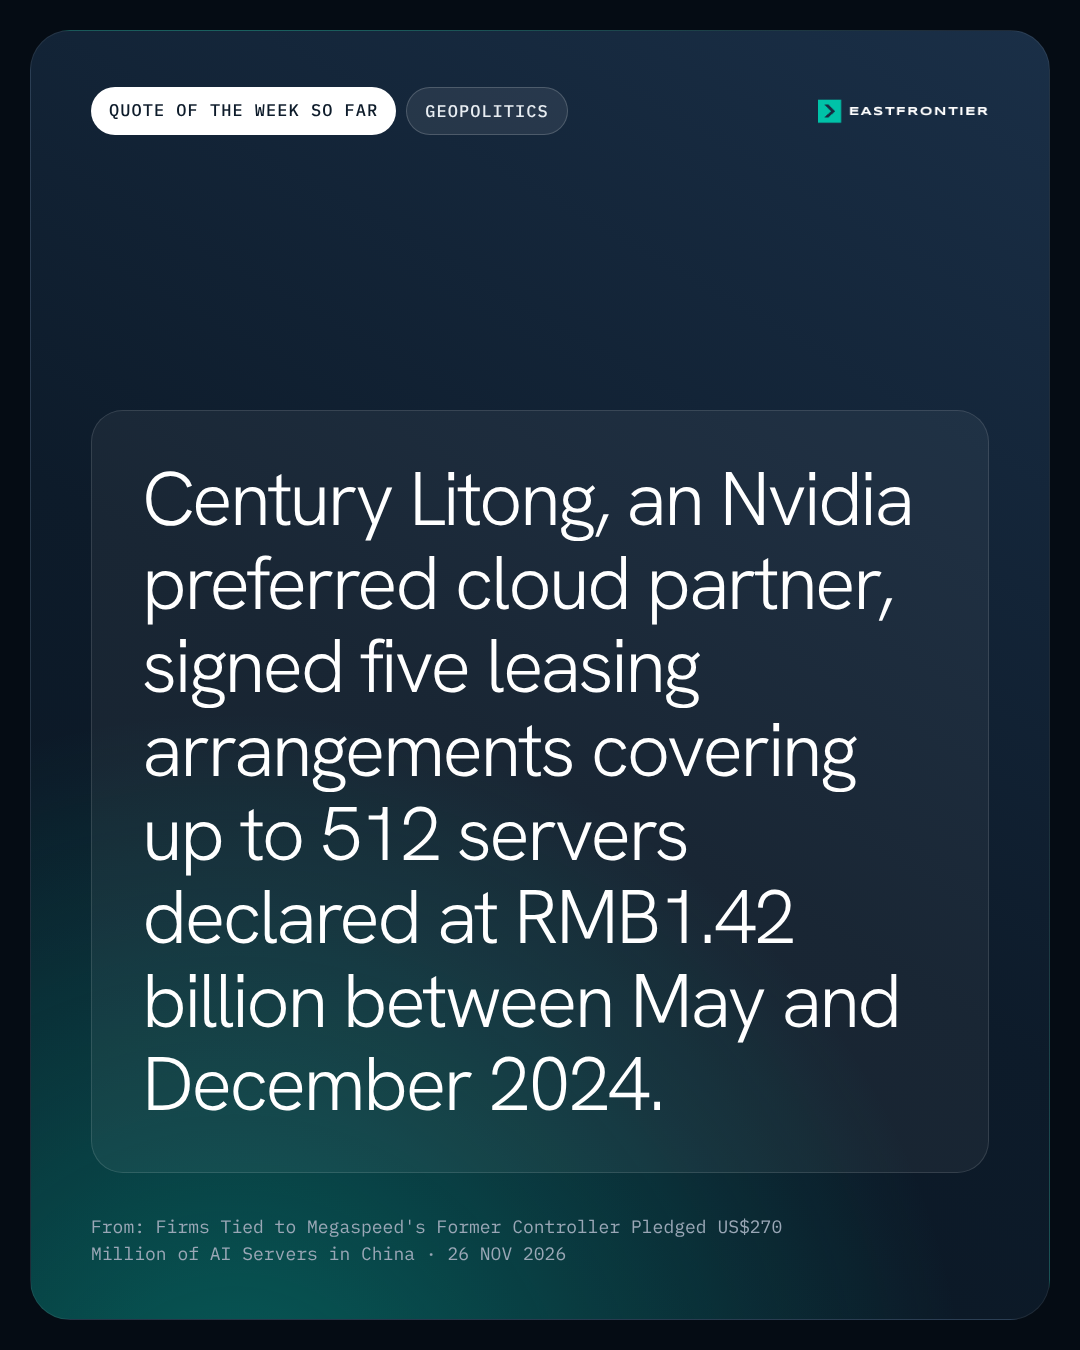 QUOTE OF THE WEEK SO FAR
GEOPOLITICS
EASTFRONTIER
Century Litong, an Nvidia
preferred cloud partner,
signed five leasing
arrangements covering
up to 512 servers
declared at RMB1.42
billion between May and
December 2024.
From: Firms Tied to Megaspeed's Former Controller Pledged US$270
Million of AI Servers in China · 26 NOV 2026